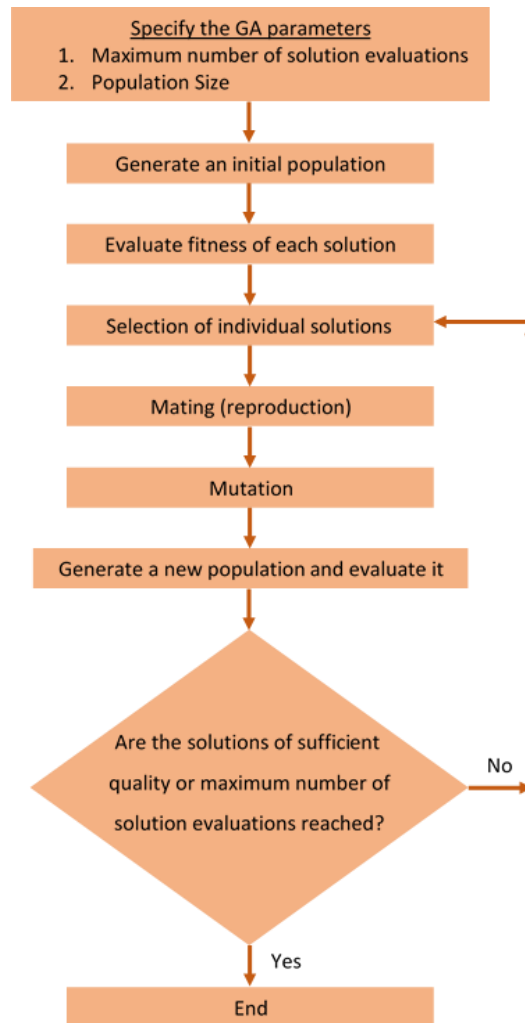 Specify the GA parameters
1. Maximum number of solution evaluations
2. Population Size
Generate an initial population
Evaluate fitness of each solution
Selection of individual solutions
Mating (reproduction)
Mutation
Generate a new population and evaluate it
Are the solutions of sufficient
quality or maximum number of
solution evaluations reached?
No
Yes
End